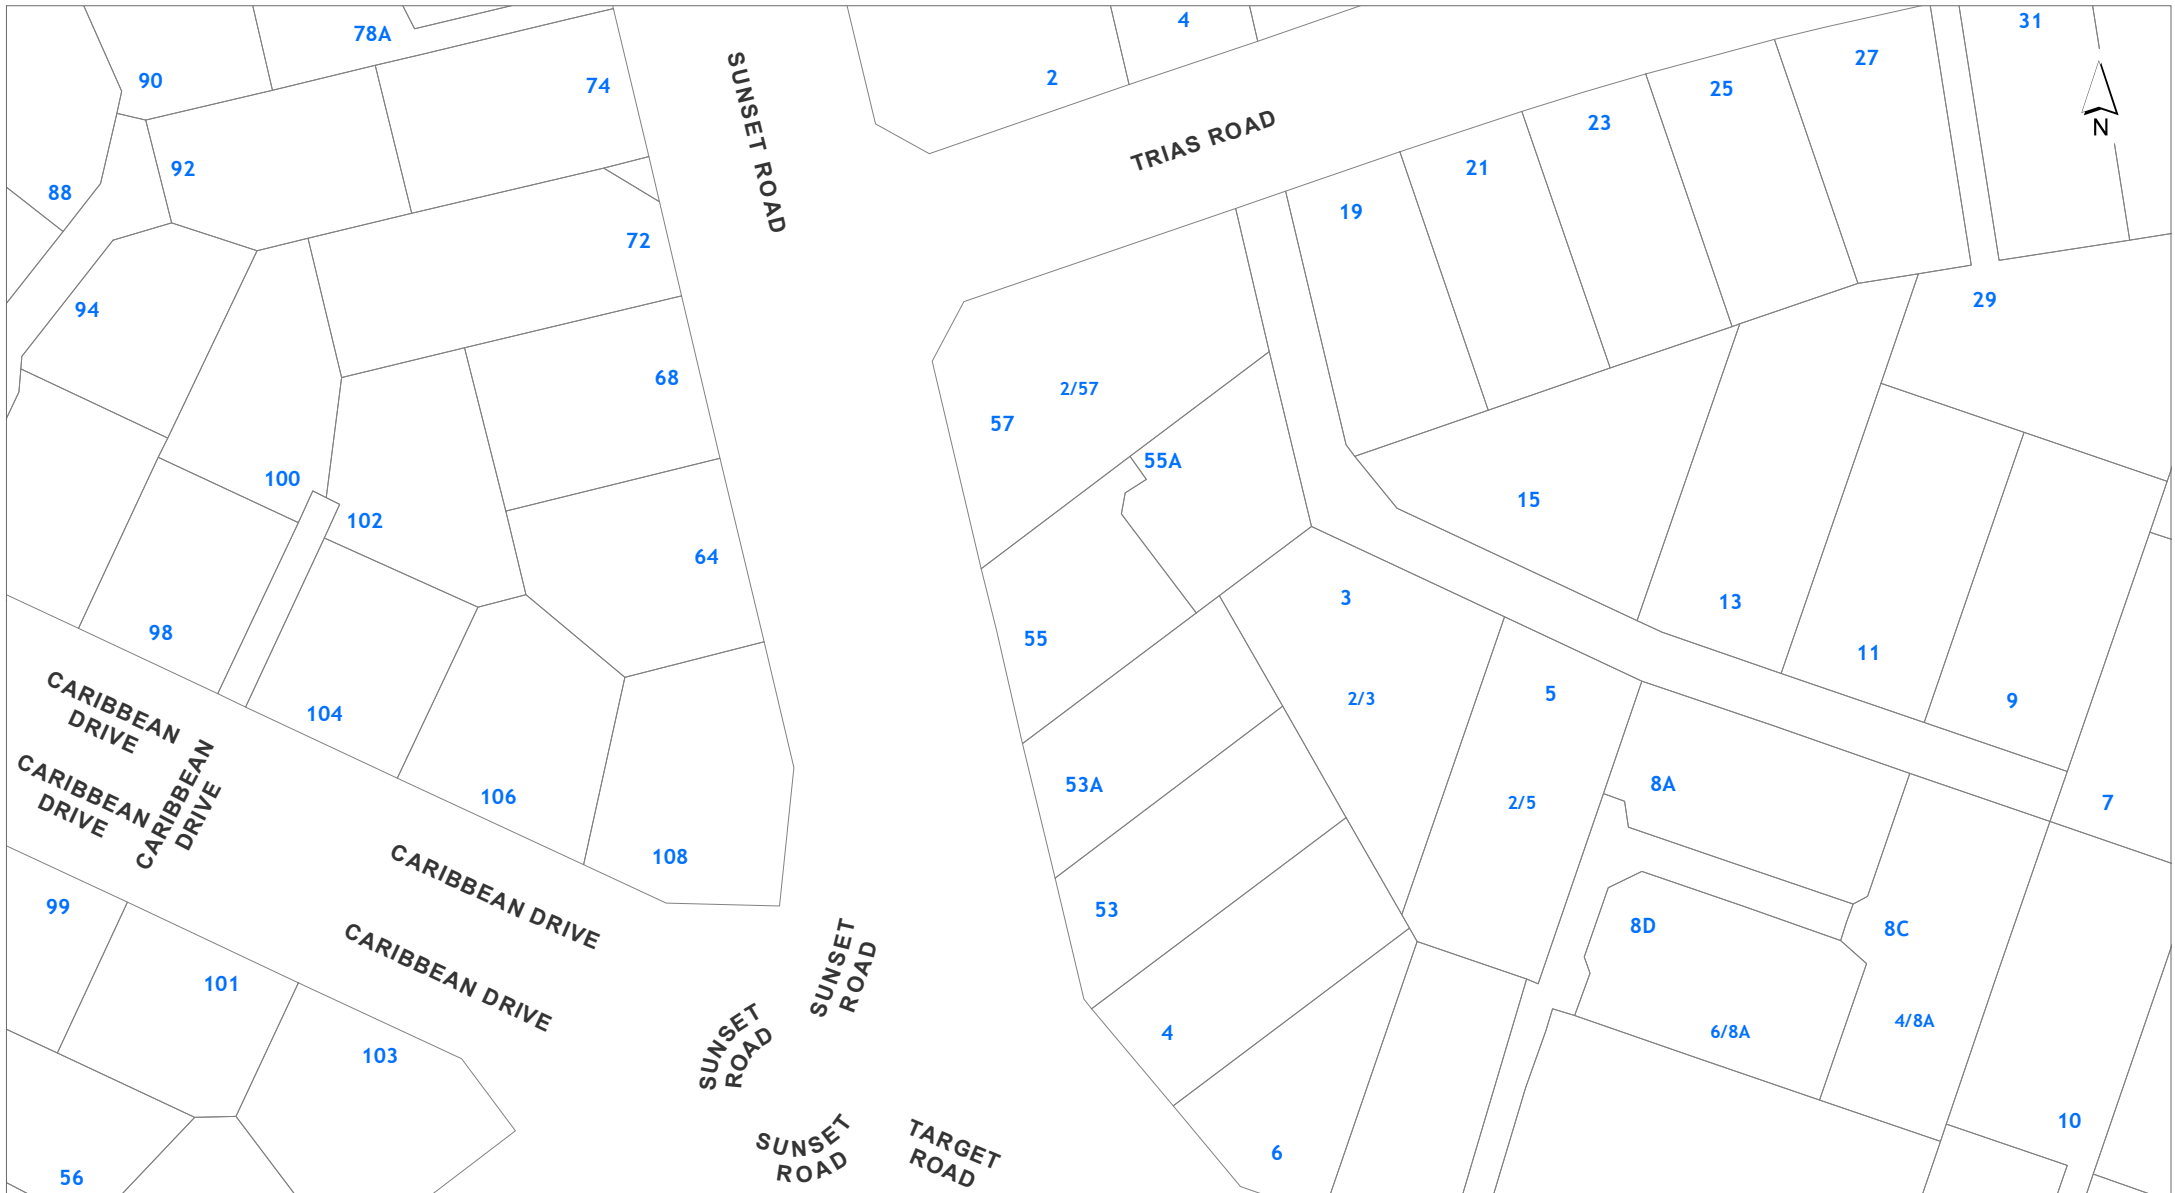 4
31
78A
27
90
74
2
25
SUNSET ROAD
TRIAS ROAD
23
N
92
21
88
19
72
29
94
68
2/57
57
55A
100
15
102
64
3
13
98
55
11
CARIBBEAN
DRIVE
5
2/3
9
104
CARIBBEAN
DRIVE
CARIBBEAN
DRIVE
53A
8A
106
2/5
7
108
CARIBBEAN DRIVE
99
53
8D
8C
CARIBBEAN DRIVE
SUNSET
ROAD
101
4
6/8A
4/8A
SUNSET
ROAD
103
10
SUNSET
ROAD
TARGET
ROAD
6
56